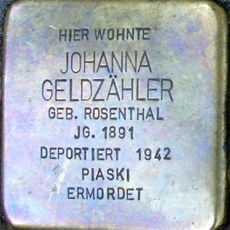 HIER WOHNTE
JOHANNA
GELDZÄHLER
GEB. ROSENTHAL
JG. 1891
DEPORTIERT 1942
PIASKI
ERMORDET